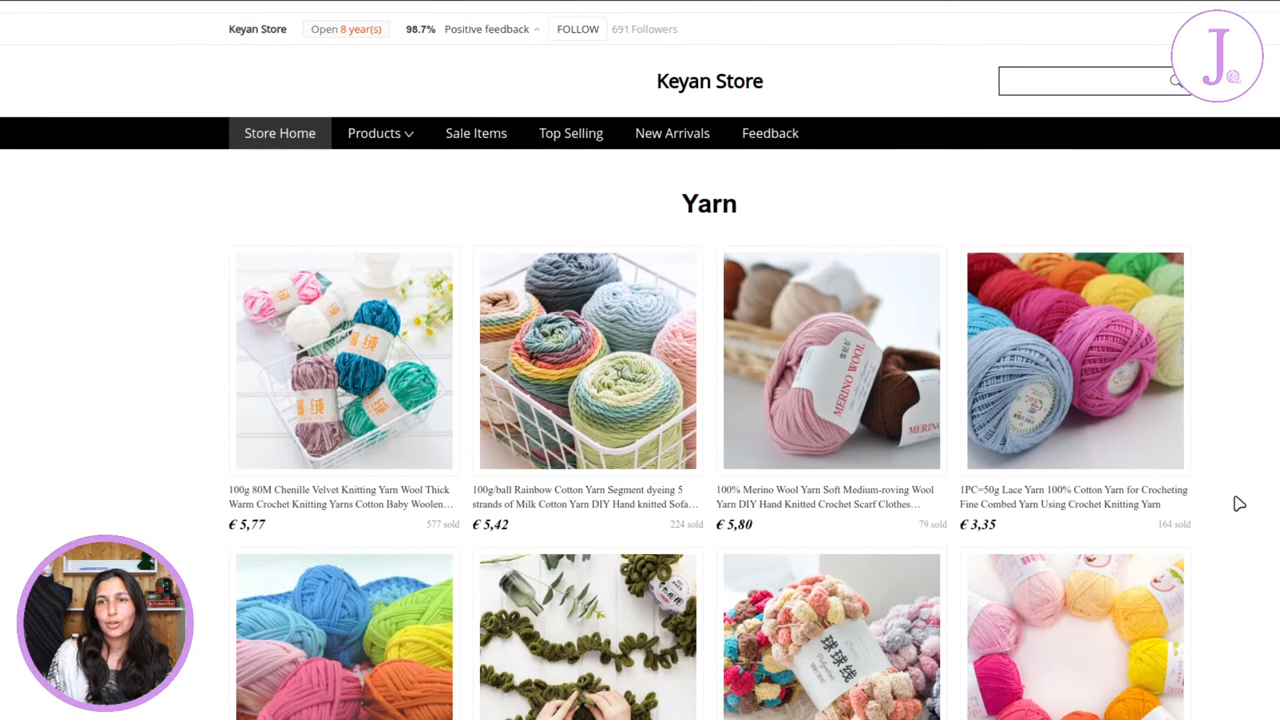 Keyan Store Open 8 year(s) 98.7% Positive feedback FOLLOW 691 Followers
J
Keyan Store
Store Home Products Sale Items Top Selling New Arrivals Feedback
Yarn
MERINO WOOL
MERINO
100g 80M Chenille Velvet Knitting Yarn Wool Thick
Warm Crochet Knitting Yarns Cotton Baby Woolen…
€ 5,77
577 sold
100g/ball Rainbow Cotton Yarn Segment dyeing 5
strands of Milk Cotton Yarn DIY Hand knitted Sofa…
€ 5,42
224 sold
100% Merino Wool Yarn Soft Medium-roving Wool
Yarn DIY Hand Knitted Crochet Scarf Clothes…
€ 5,80
79 sold
1PC=50g Lace Yarn 100% Cotton Yarn for Crocheting
Fine Combed Yarn Using Crochet Knitting Yarn
€ 3,35
164 sold
球球线